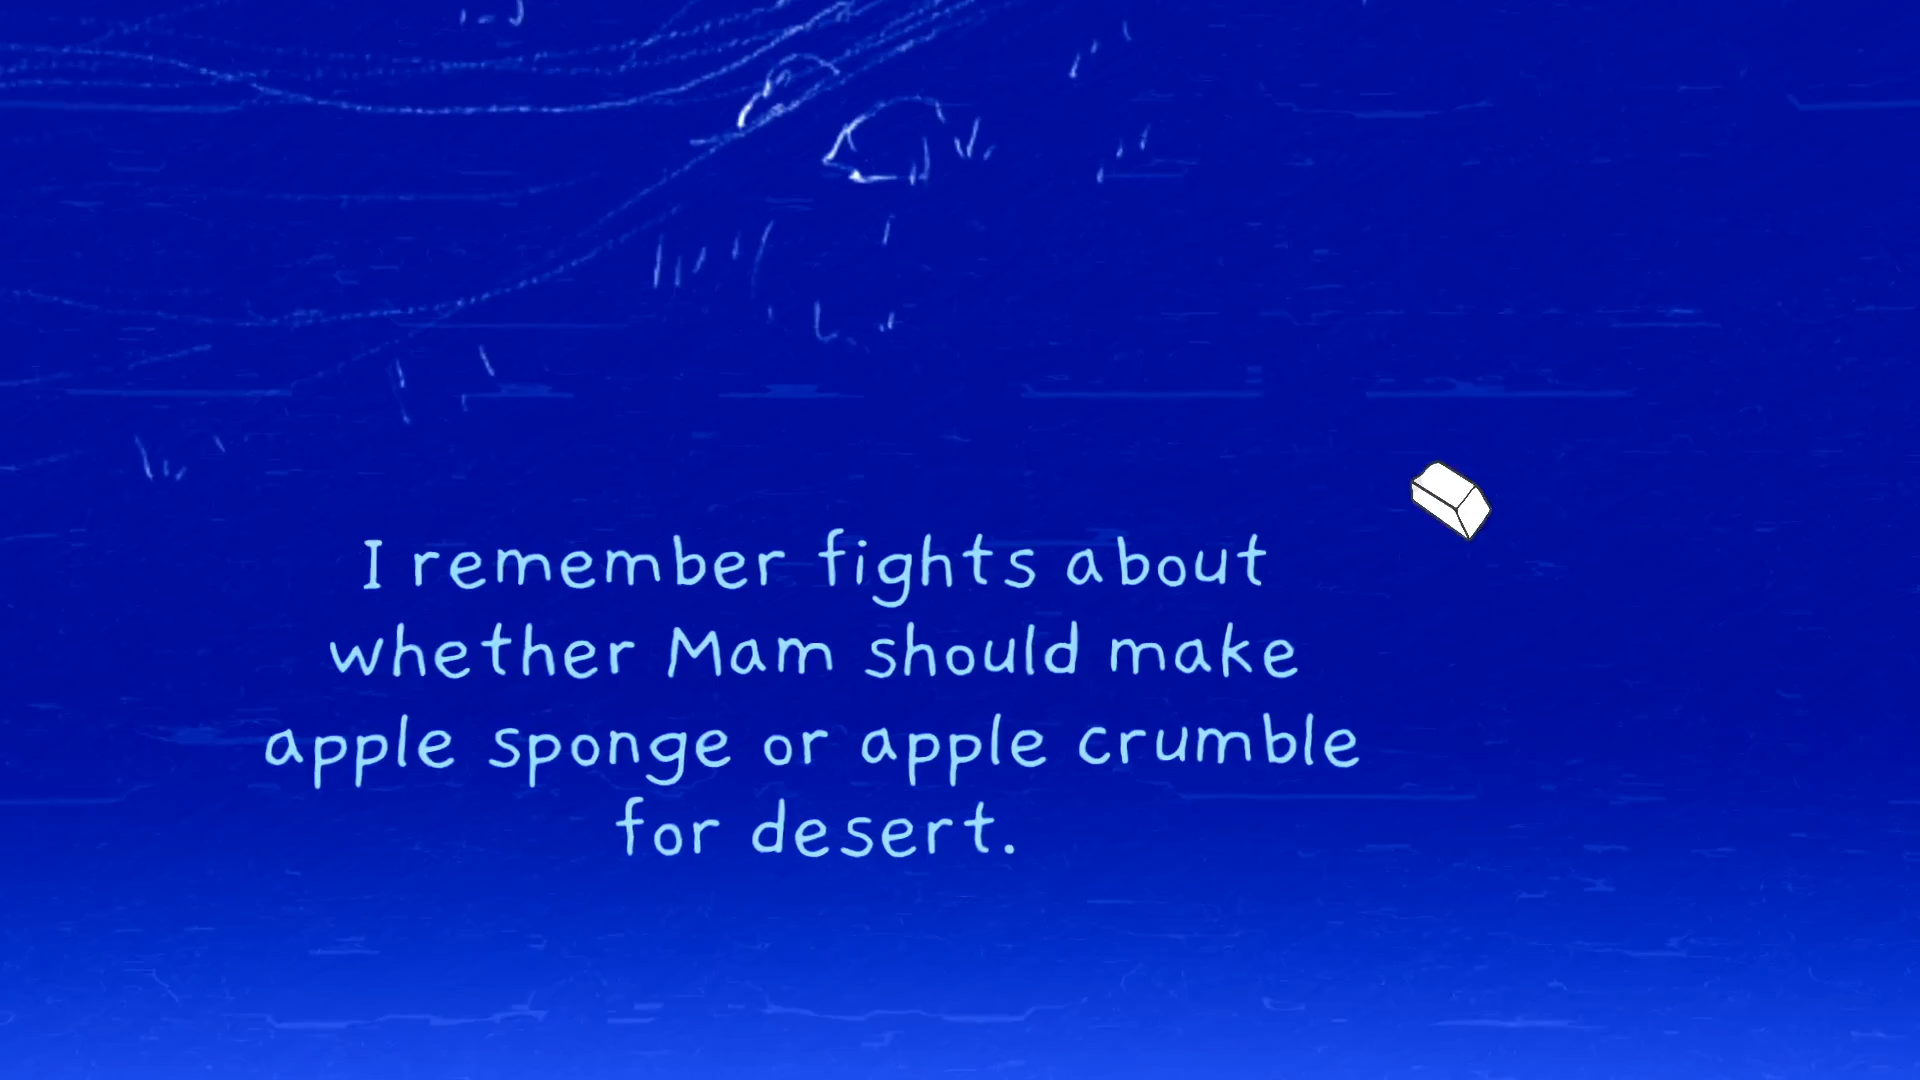 I remember fights about
whether Mam should make
apple sponge or apple crumble
for desert.